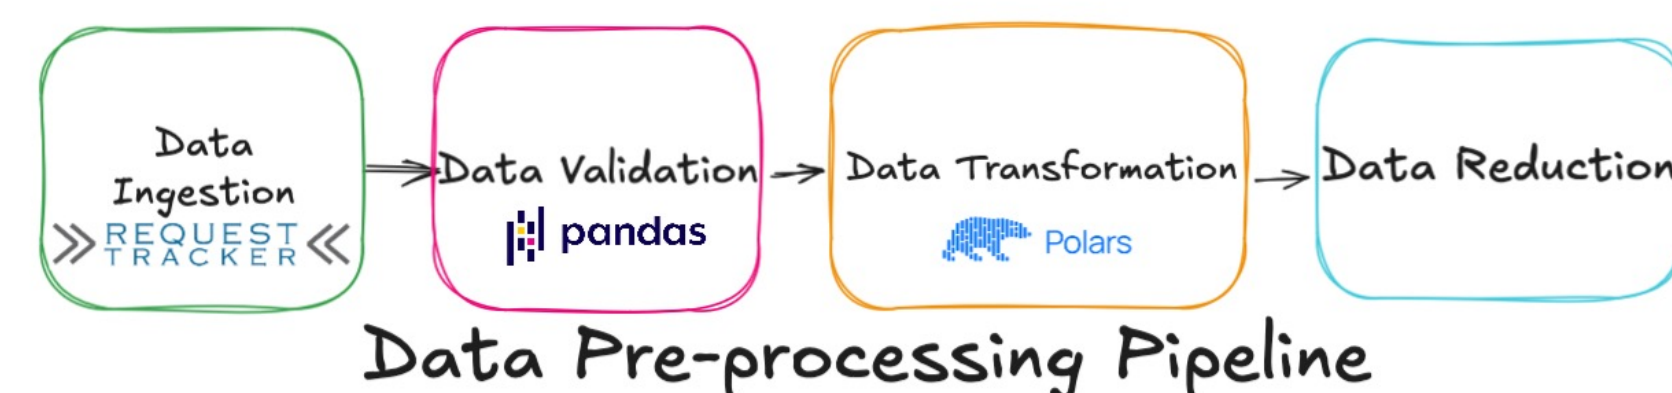 Data
Ingestion
REQUEST
TRACKER
Data Validation
pandas
Data Transformation
Polars
Data Reduction
Data Pre-processing Pipeline